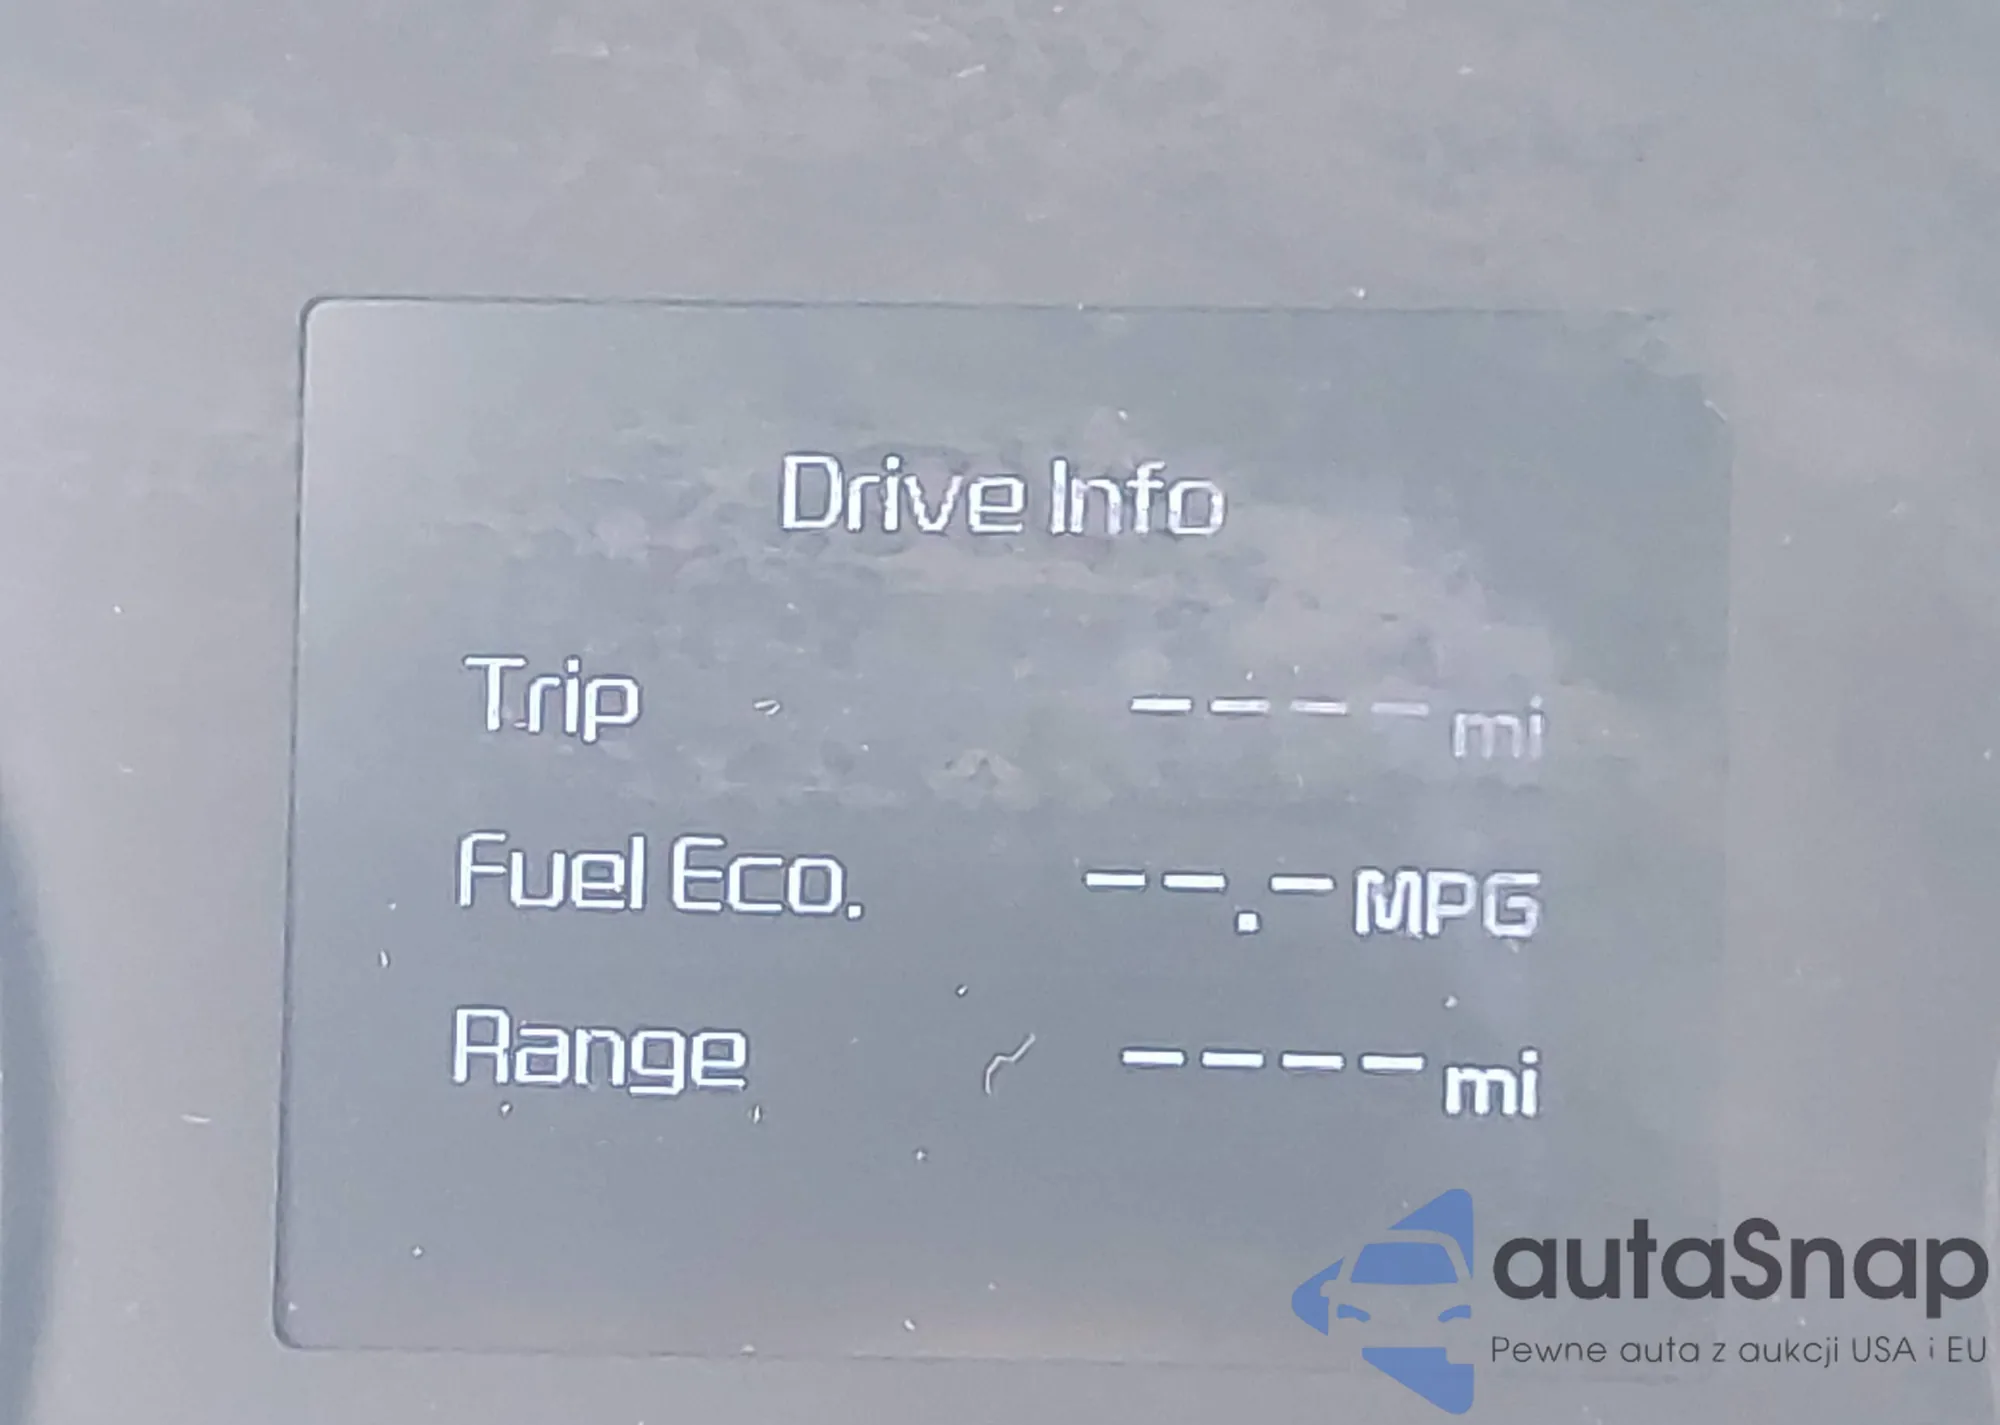 Drive Info
Trip ---- mi
Fuel Eco. --.- MPG
Range ---- mi
autaSnap
Pewne auta z aukcji USA i EU